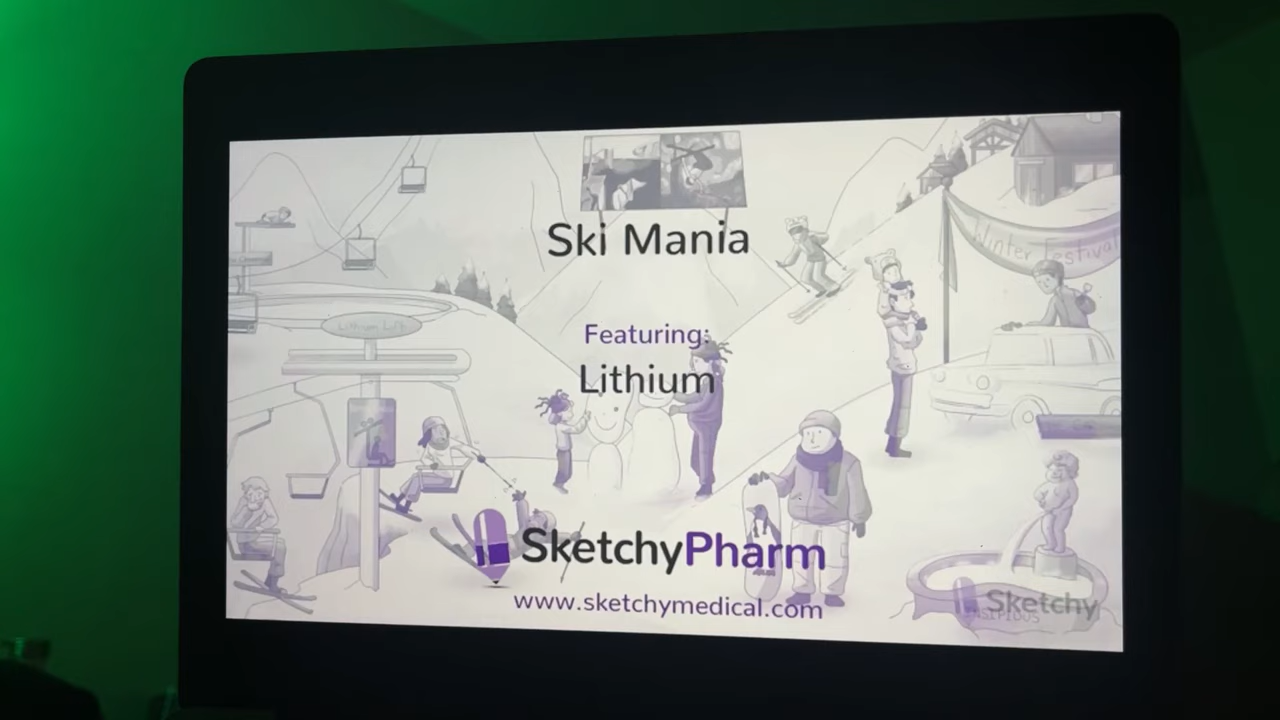 Ski Mania
Winter Festival
Lithium Lift
Featuring:
Lithium
SketchyPharm
www.sketchymedical.com
Sketchy